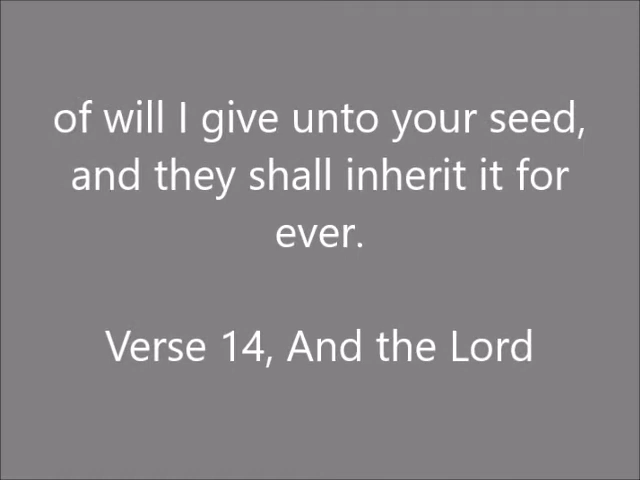 of will I give unto your seed,
and they shall inherit it for
ever.
Verse 14, And the Lord